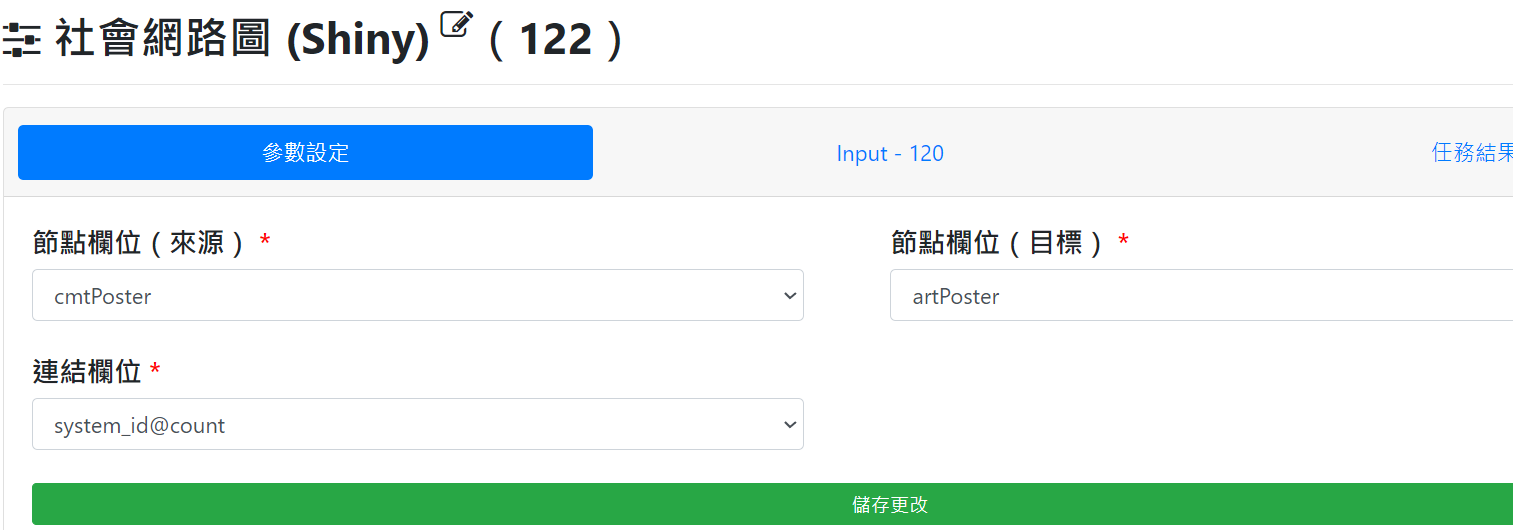 社會網路圖 (Shiny) ( 122 )
參數設定 Input - 120 任務結果
節點欄位 ( 來源 ) * 節點欄位 ( 目標 ) *
cmtPoster artPoster
連結欄位 *
system_id@count
儲存更改